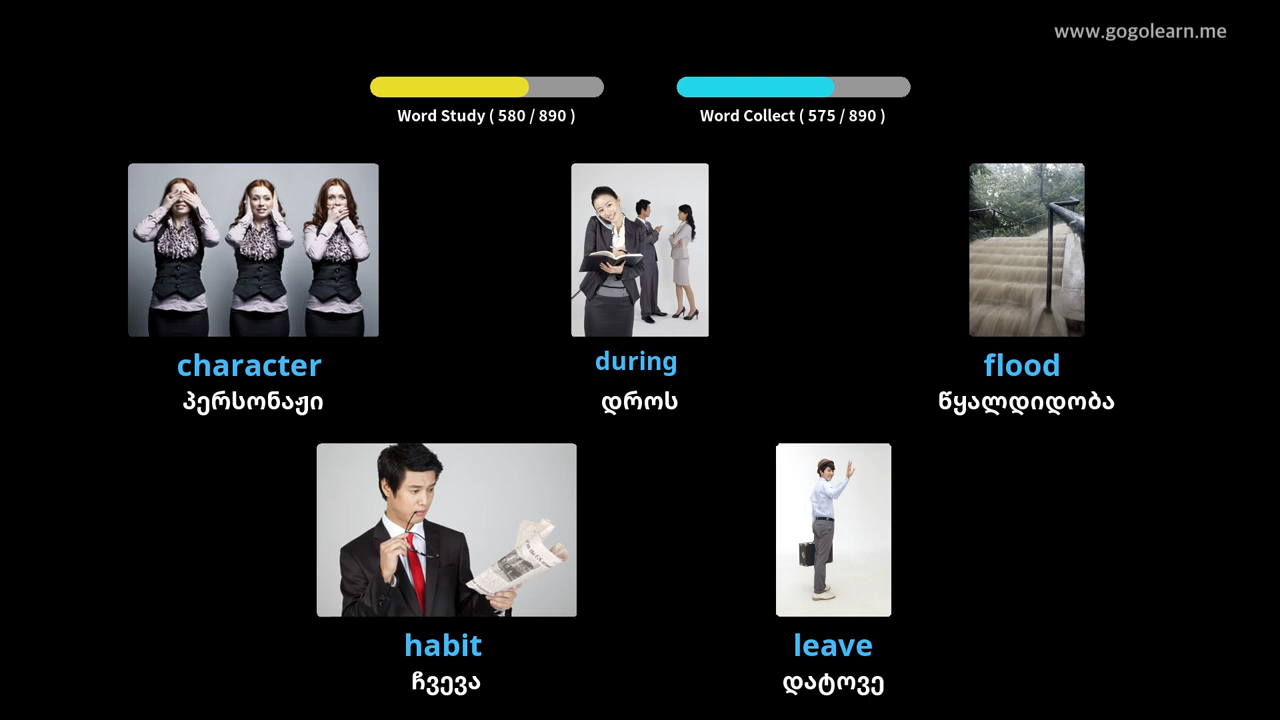 www.gogolearn.me
Word Study ( 580 / 890 )
Word Collect ( 575 / 890 )
character
პერსონაჟი
during
დროს
flood
წყალდიდობა
habit
ჩვევა
leave
დატოვე